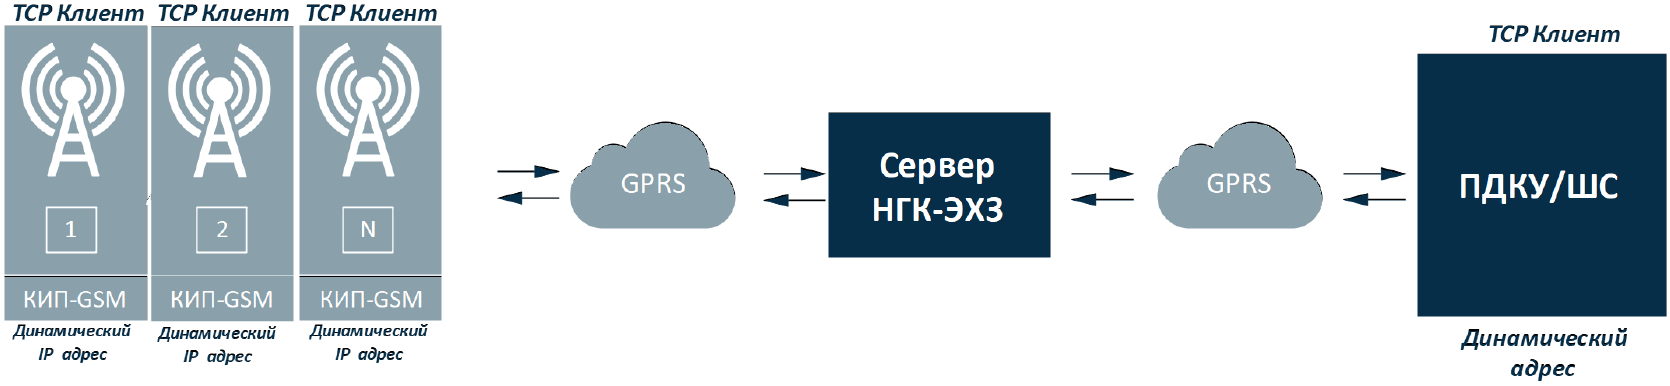 TCP Клиент
TCP Клиент
TCP Клиент
1
2
N
КИП-GSM
КИП-GSM
КИП-GSM
Динамический
IP адрес
Динамический
IP адрес
Динамический
IP адрес
GPRS
Сервер
НГК-ЭХЗ
GPRS
TCP Клиент
ПДКУ/ШС
Динамический
адрес